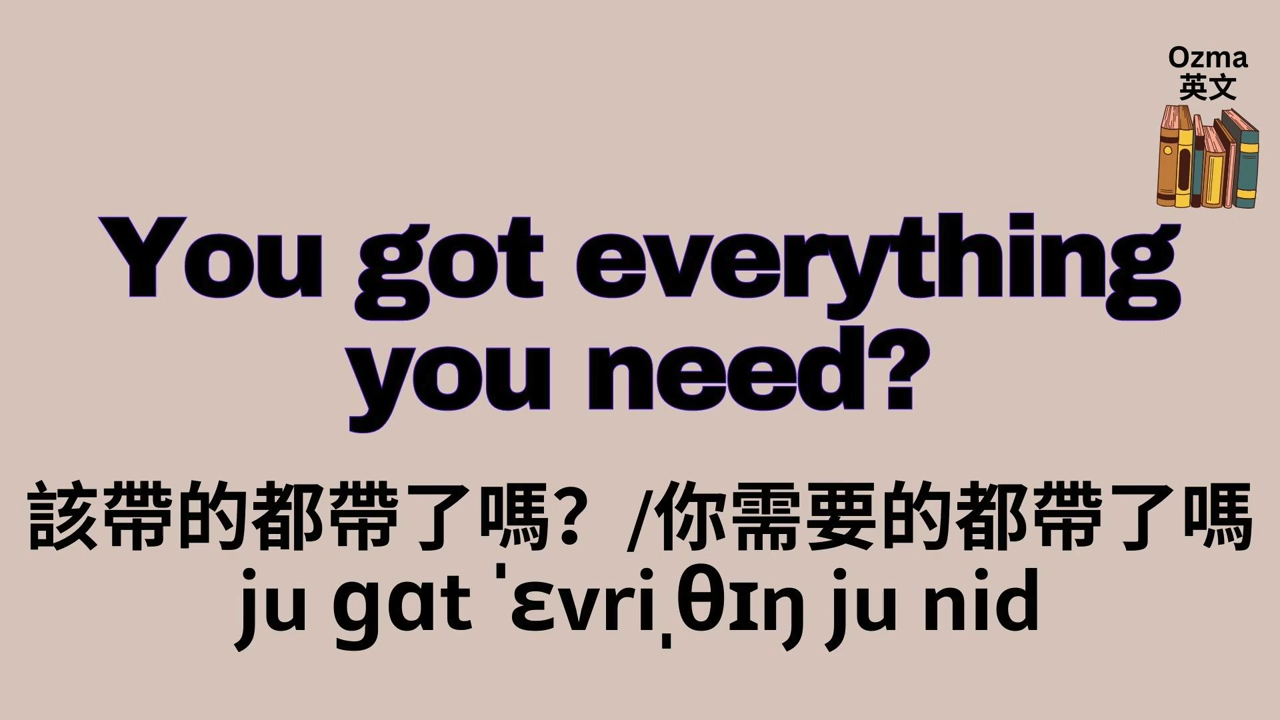 Ozma
英文
You got everything
you need?
該帶的都帶了嗎？/你需要的都帶了嗎
ju gɑt ˈɛvriˌθɪŋ ju nid